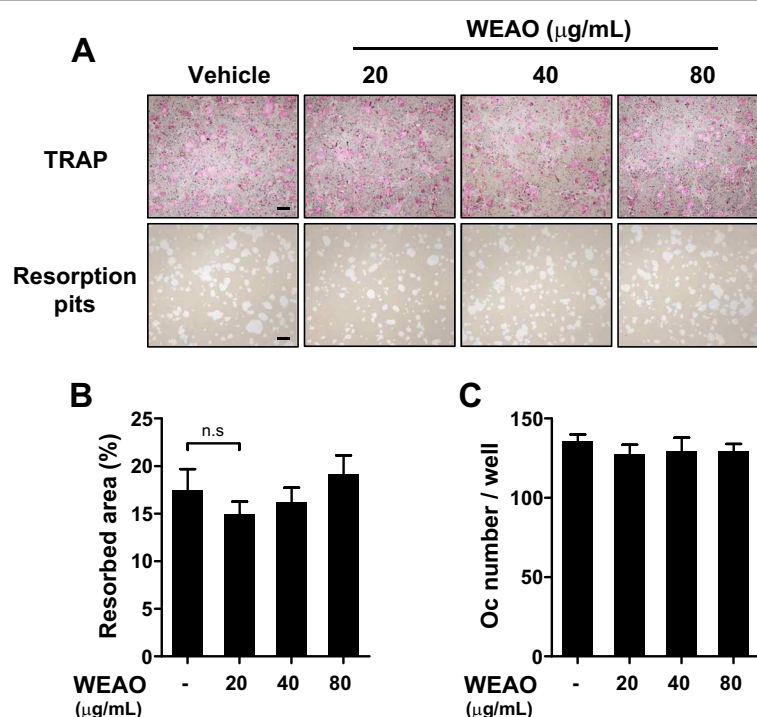 A
WEAO (μg/mL)
Vehicle 20 40 80
TRAP
Resorption
pits
B
Resorbed area (%)
25
20
15
10
5
0
n.s
WEAO - 20 40 80
(μg/mL)
C
Oc number / well
150
100
50
0
WEAO - 20 40 80
(μg/mL)